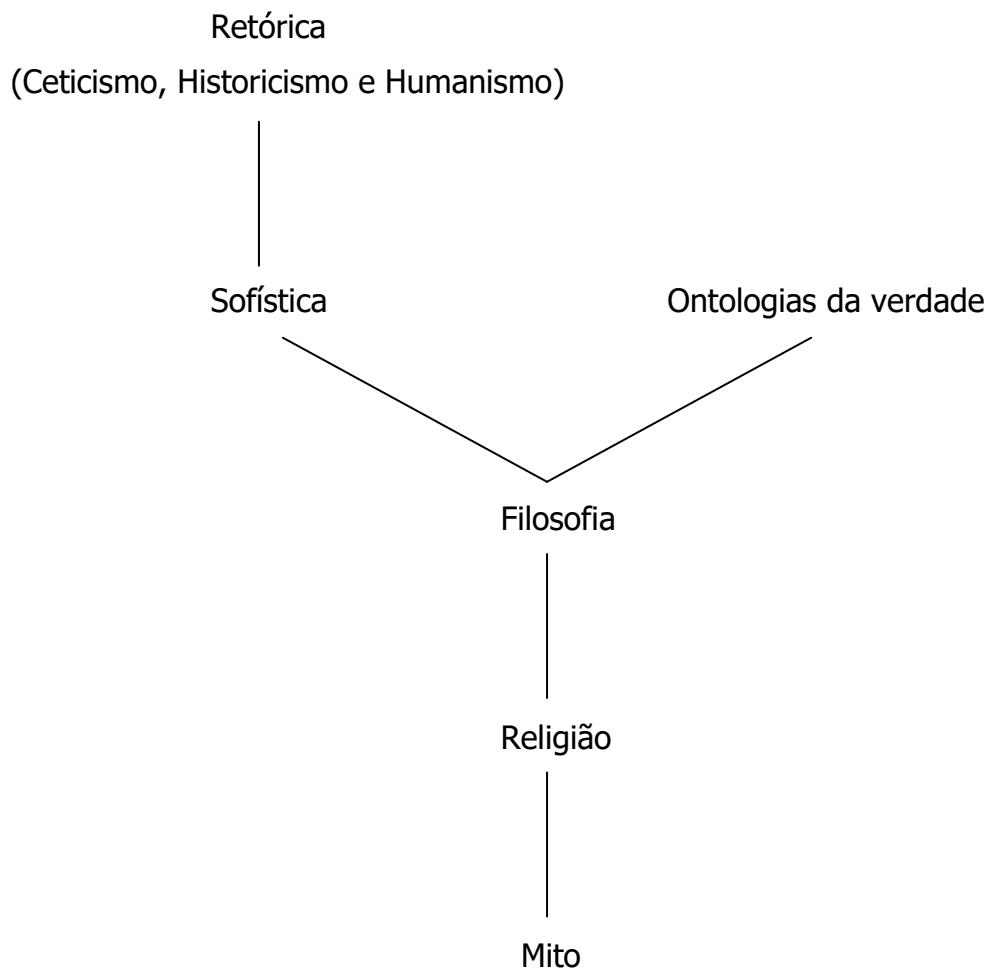 Retórica
(Ceticismo, Historicismo e Humanismo)
Sofística
Ontologias da verdade
Filosofia
Religião
Mito